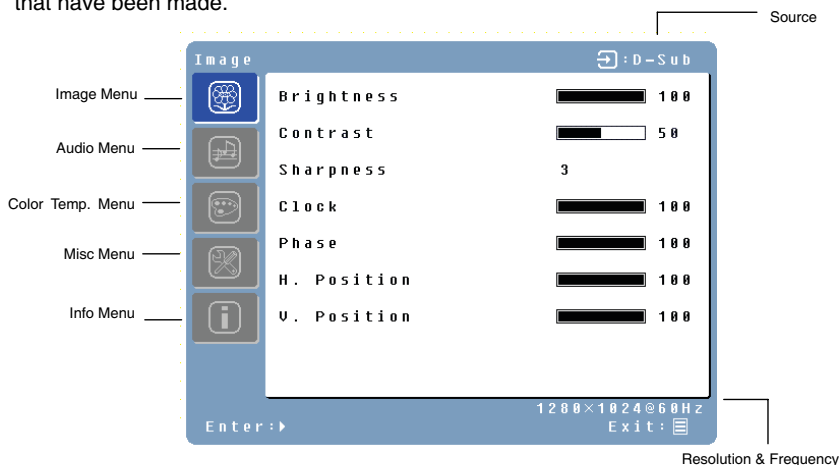 that have been made.
Source
Image :D-Sub
Image Menu
Brightness 100
Audio Menu
Contrast 50
Sharpness 3
Color Temp. Menu
Clock 100
Phase 100
Misc Menu
H. Position 100
Info Menu
V. Position 100
1280×1024@60Hz
Enter: Exit:
Resolution & Frequency